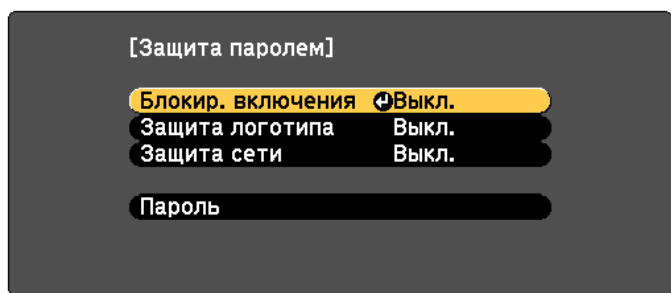 [Защита паролем]
Блокир. включения Выкл.
Защита логотипа Выкл.
Защита сети Выкл.
Пароль